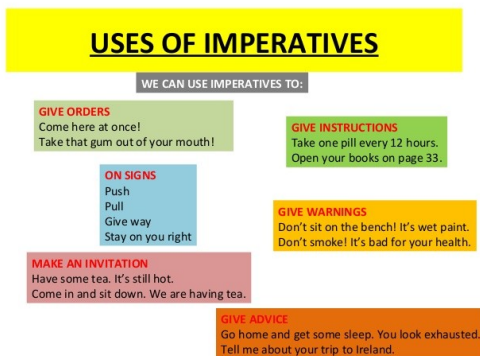 USES OF IMPERATIVES
WE CAN USE IMPERATIVES TO:
GIVE ORDERS
Come here at once!
Take that gum out of your mouth!
GIVE INSTRUCTIONS
Take one pill every 12 hours.
Open your books on page 33.
ON SIGNS
Push
Pull
Give way
Stay on you right
GIVE WARNINGS
Don't sit on the bench! It's wet paint.
Don't smoke! It's bad for your health.
MAKE AN INVITATION
Have some tea. It's still hot.
Come in and sit down. We are having tea.
GIVE ADVICE
Go home and get some sleep. You look exhausted.
Tell me about your trip to Ireland.